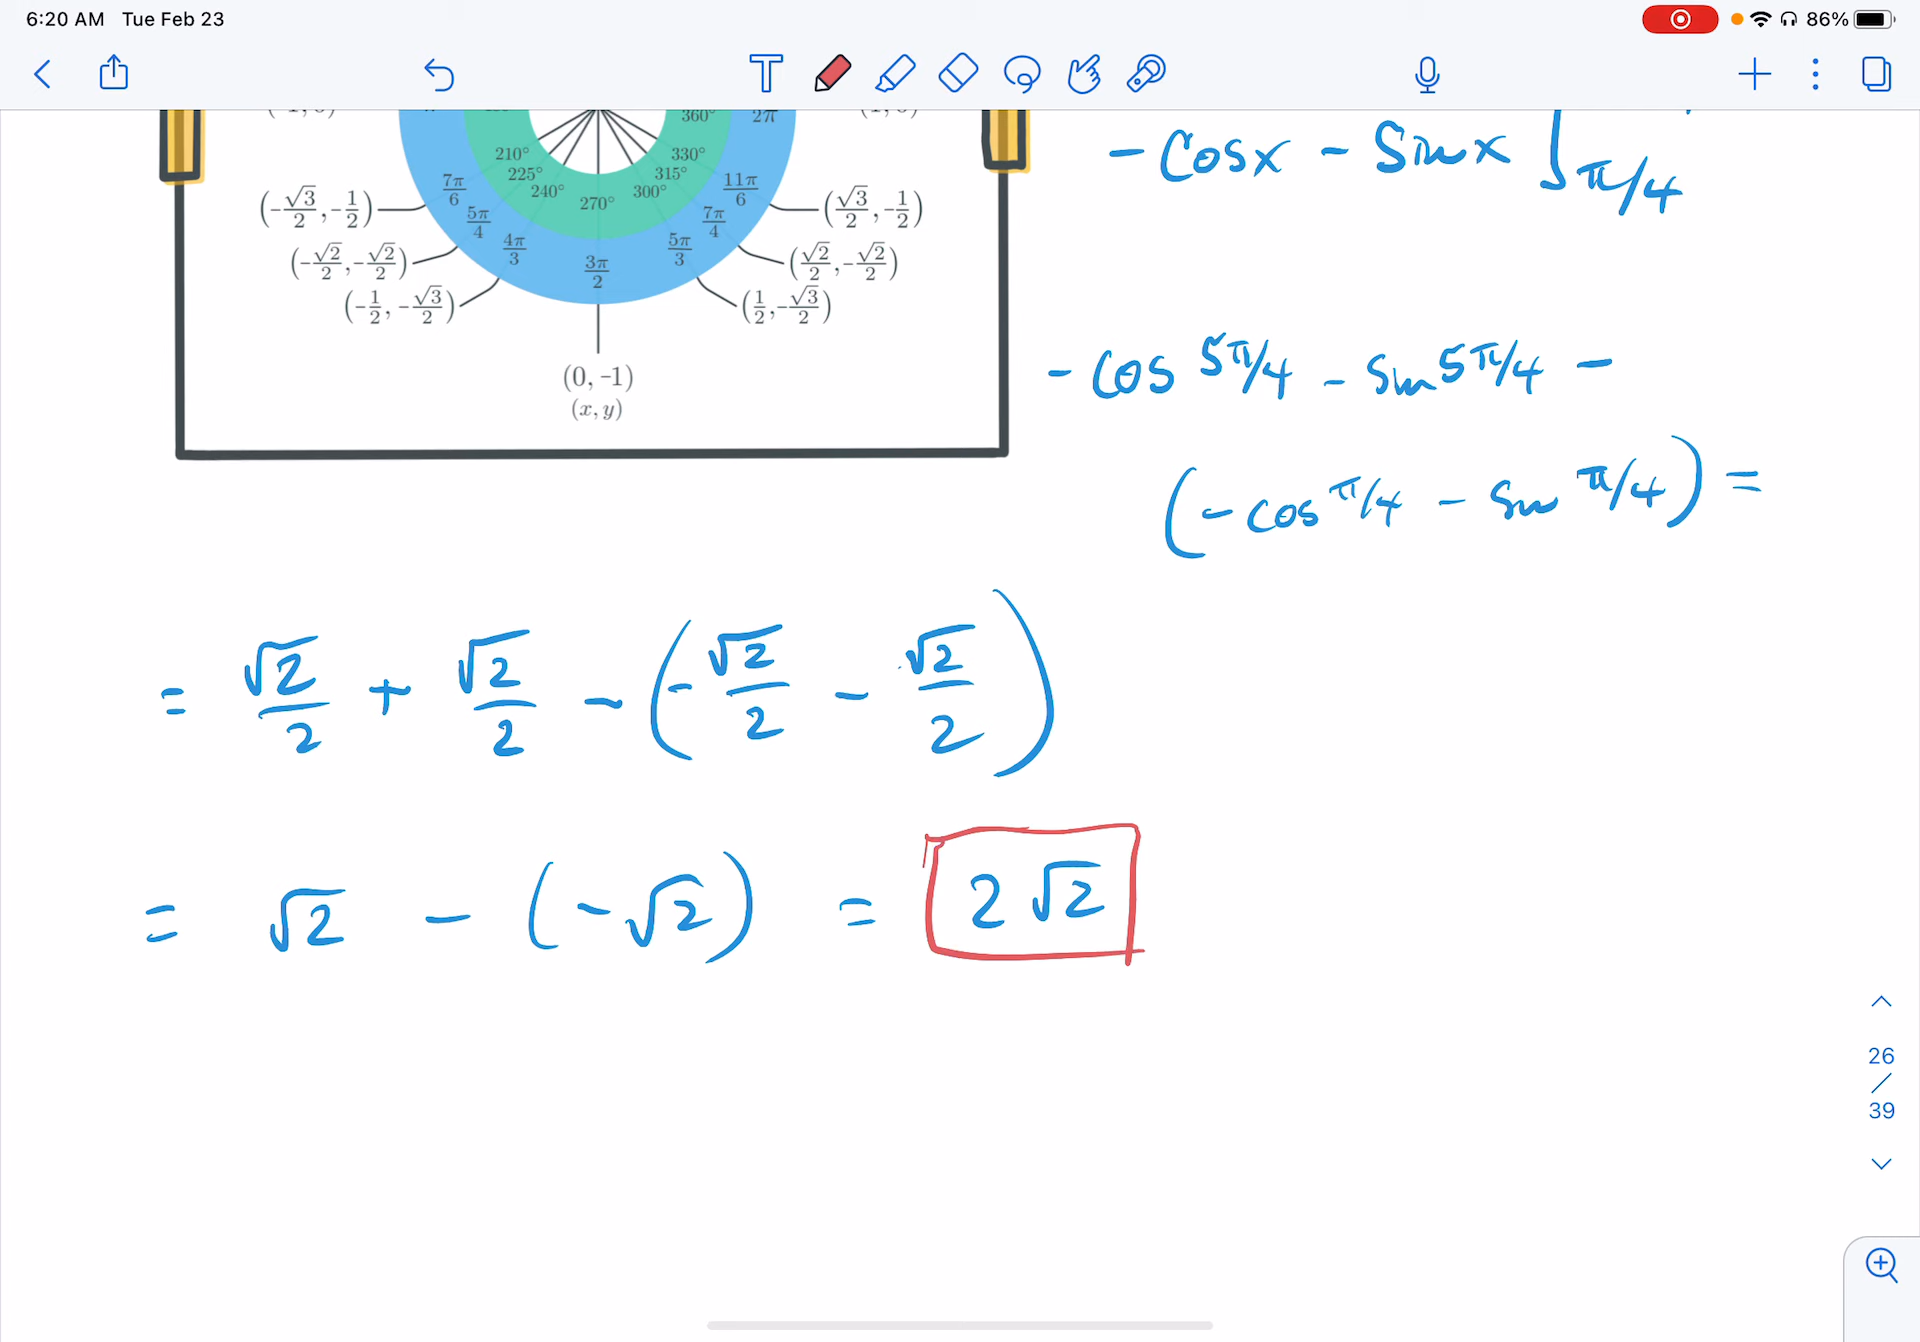 6:20 AM Tue Feb 23
86%
360° 2π
210° 330°
225° 315°
240° 300°
270°
7π/6 11π/6
5π/4 7π/4
4π/3 5π/3
3π/2
(-√3/2, -1/2) (√3/2, -1/2)
(-√2/2, -√2/2) (√2/2, -√2/2)
(-1/2, -√3/2) (1/2, -√3/2)
(0, -1)
(x, y)
- cos x - sin x ]π/4
- cos 5π/4 - sin 5π/4 -
(- cos π/4 - sin π/4) =
= √2/2 + √2/2 - (-√2/2 - √2/2)
= √2 - (-√2) = 2√2
26
/
39